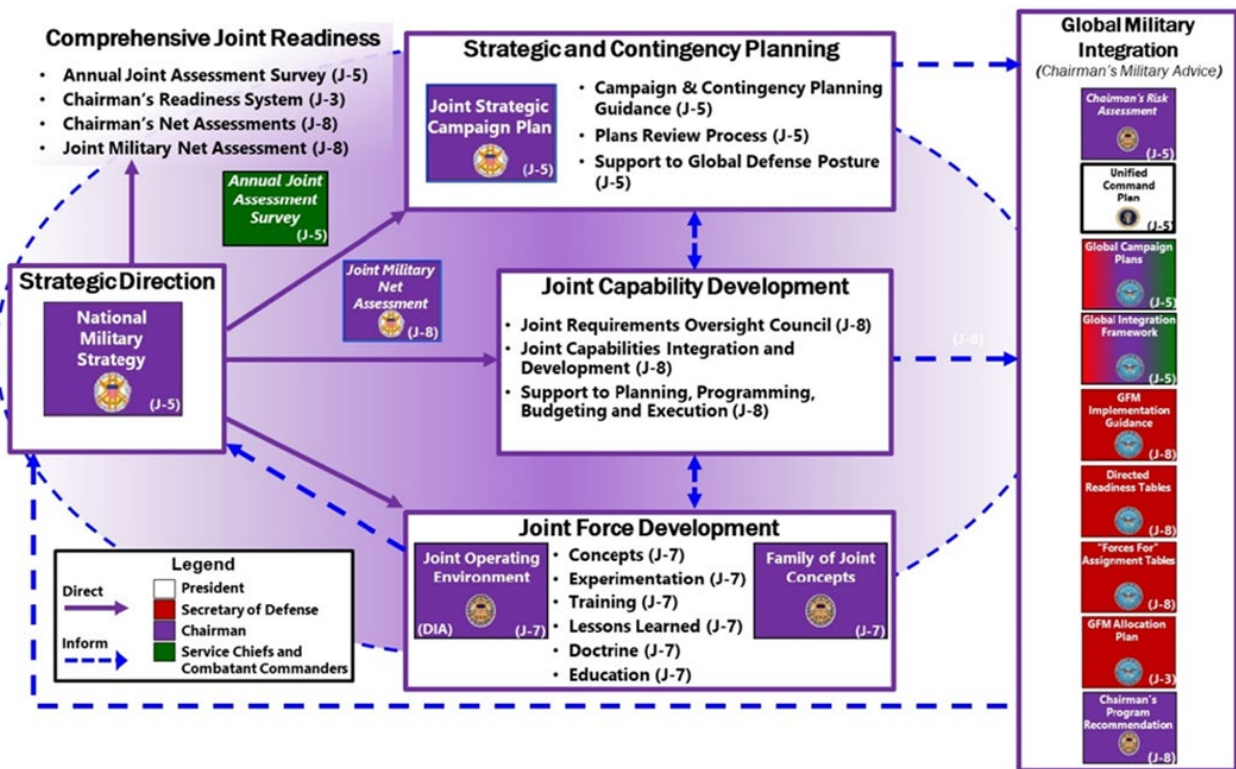 Comprehensive Joint Readiness
• Annual Joint Assessment Survey (J-5)
• Chairman's Readiness System (J-3)
• Chairman's Net Assessments (J-8)
• Joint Military Net Assessment (J-8)
Annual Joint
Assessment
Survey
(J-5)
Strategic and Contingency Planning
Joint Strategic
Campaign Plan
(J-5)
• Campaign & Contingency Planning
Guidance (J-5)
• Plans Review Process (J-5)
• Support to Global Defense Posture
(J-5)
Strategic Direction
National
Military
Strategy
(J-5)
Joint Military
Net
Assessment
(J-8)
Joint Capability Development
• Joint Requirements Oversight Council (J-8)
• Joint Capabilities Integration and
Development (J-8)
• Support to Planning, Programming,
Budgeting and Execution (J-8)
(J-8)
Joint Force Development
Joint Operating
Environment
(DIA)
(J-7)
• Concepts (J-7)
• Experimentation (J-7)
• Training (J-7)
• Lessons Learned (J-7)
• Doctrine (J-7)
• Education (J-7)
Family of Joint
Concepts
(J-7)
Legend
Direct
Inform
President
Secretary of Defense
Chairman
Service Chiefs and
Combatant Commanders
Global Military
Integration
(Chairman's Military Advice)
Chairman's Risk
Assessment
(J-5)
Unified
Command
Plan
(J-5)
Global Campaign
Plans
(J-5)
Global Integration
Framework
(J-5)
GFM
Implementation
Guidance
(J-8)
Directed
Readiness Tables
(J-8)
"Forces For"
Assignment Tables
(J-8)
GFM Allocation
Plan
(J-3)
Chairman's
Program
Recommendation
(J-8)